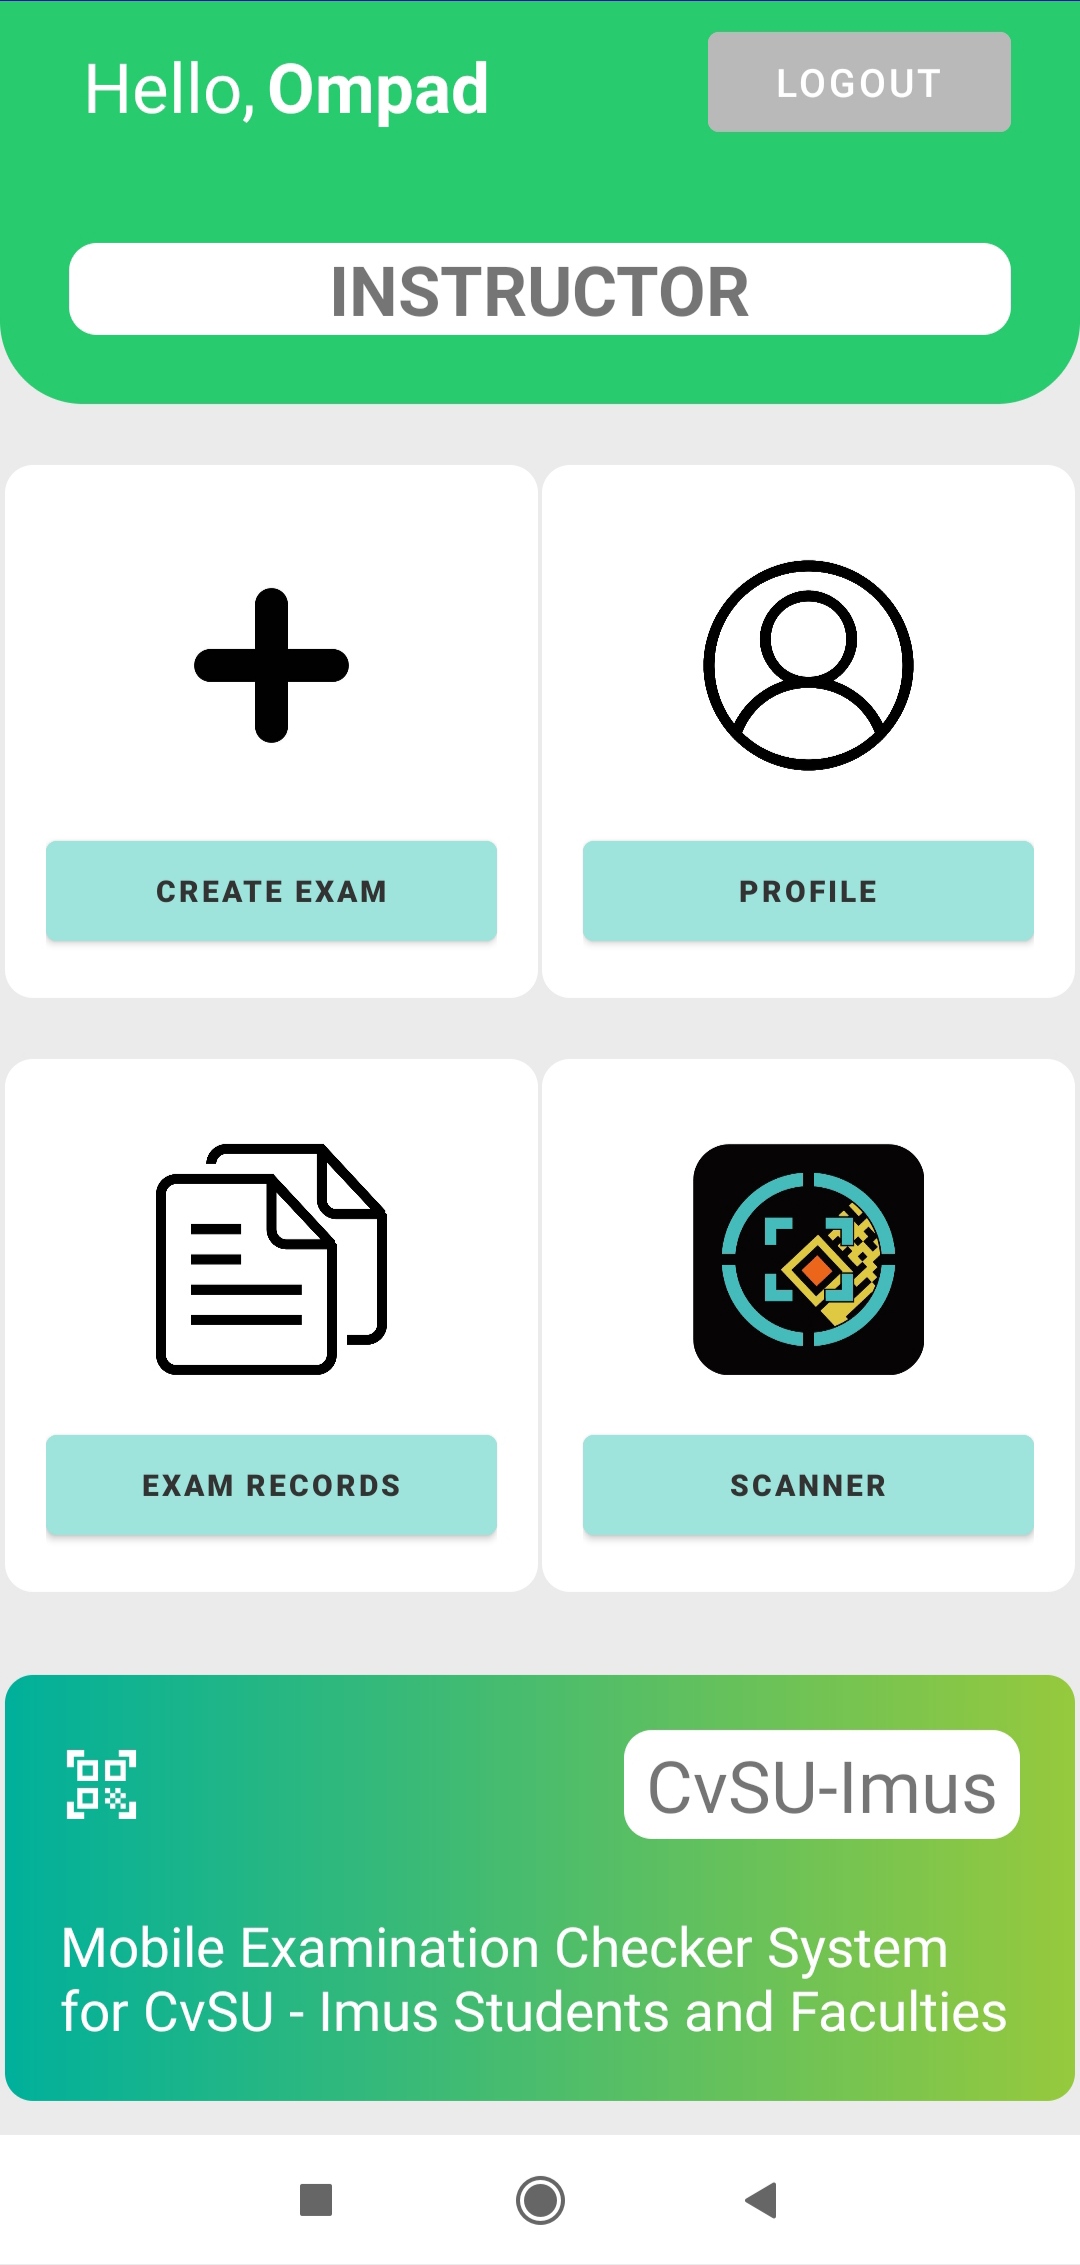 Hello, Ompad
LOGOUT
INSTRUCTOR
CREATE EXAM
PROFILE
EXAM RECORDS
SCANNER
CvSU-Imus
Mobile Examination Checker System
for CvSU - Imus Students and Faculties